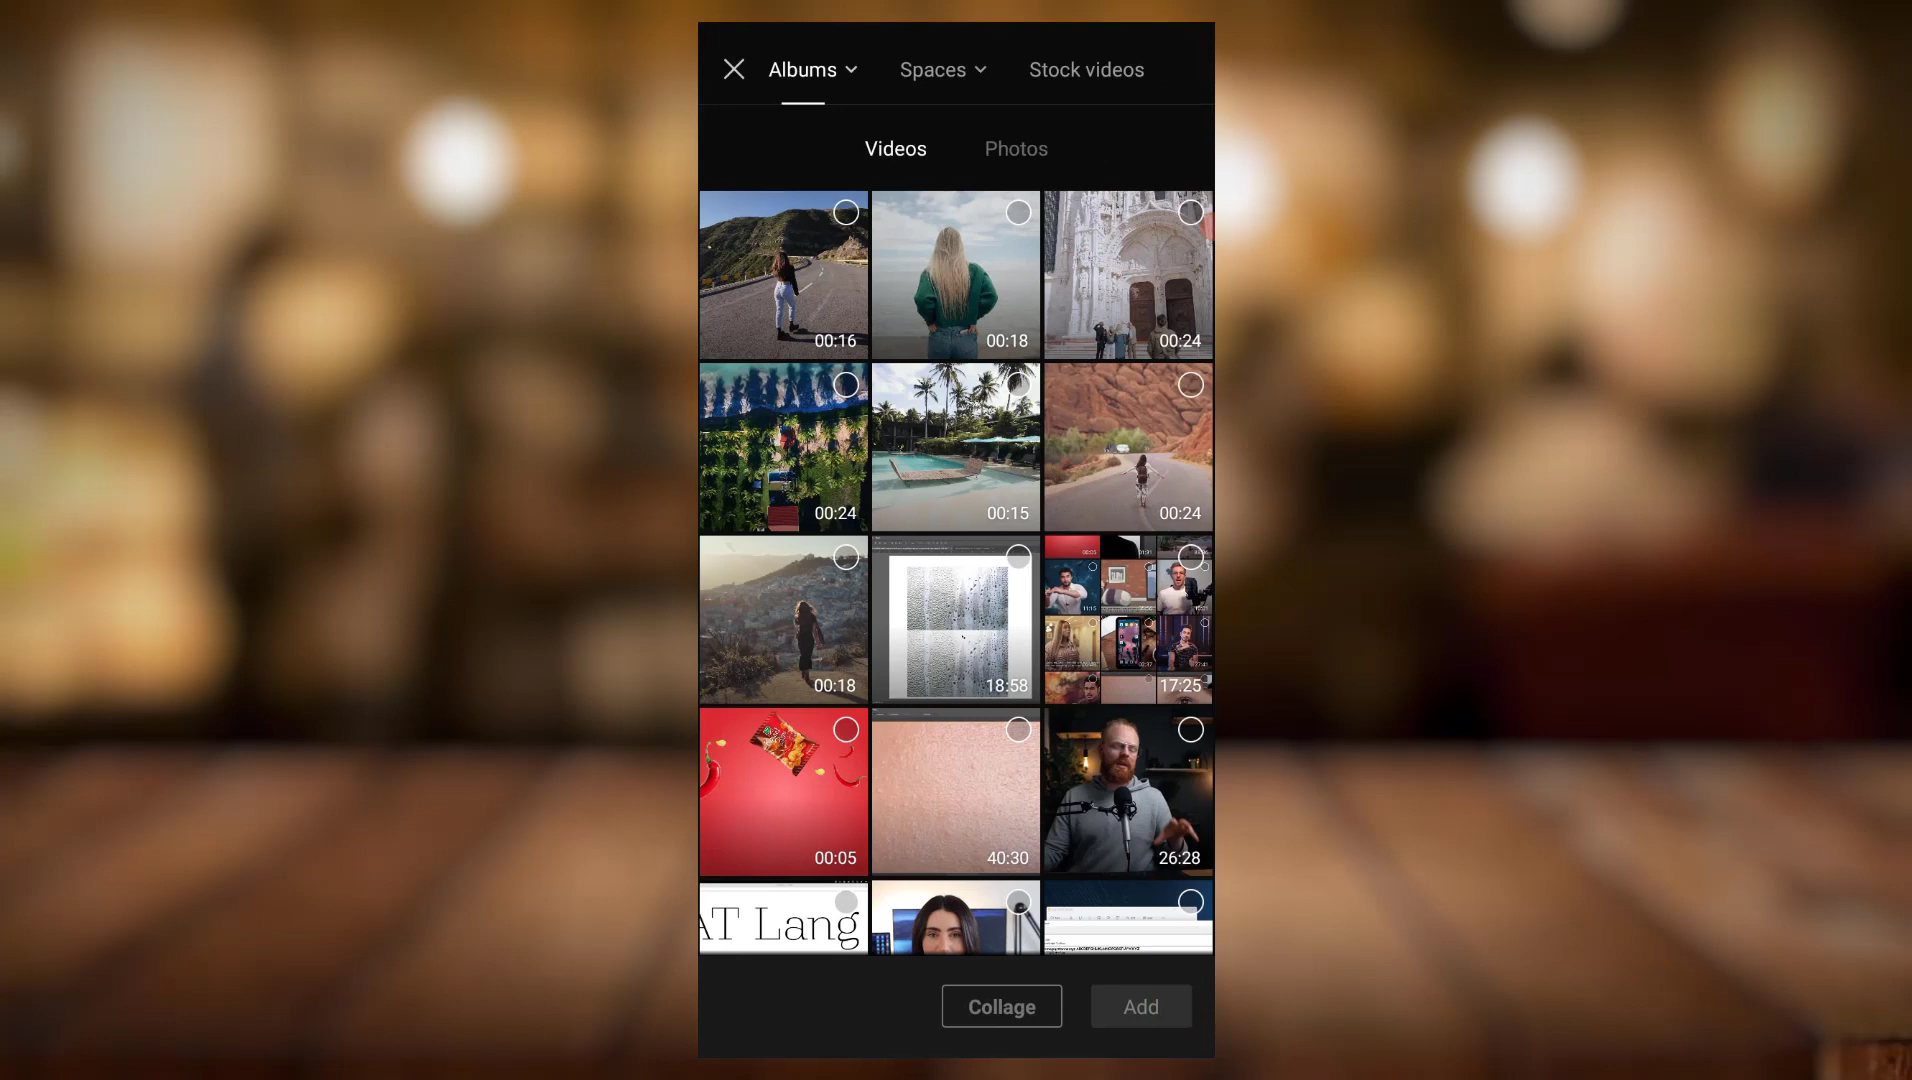 Albums Spaces Stock videos
Videos Photos
00:16 00:18 00:24
00:24 00:15 00:24
00:18 18:58 17:25
00:05 40:30 26:28
AT Lang
Collage Add